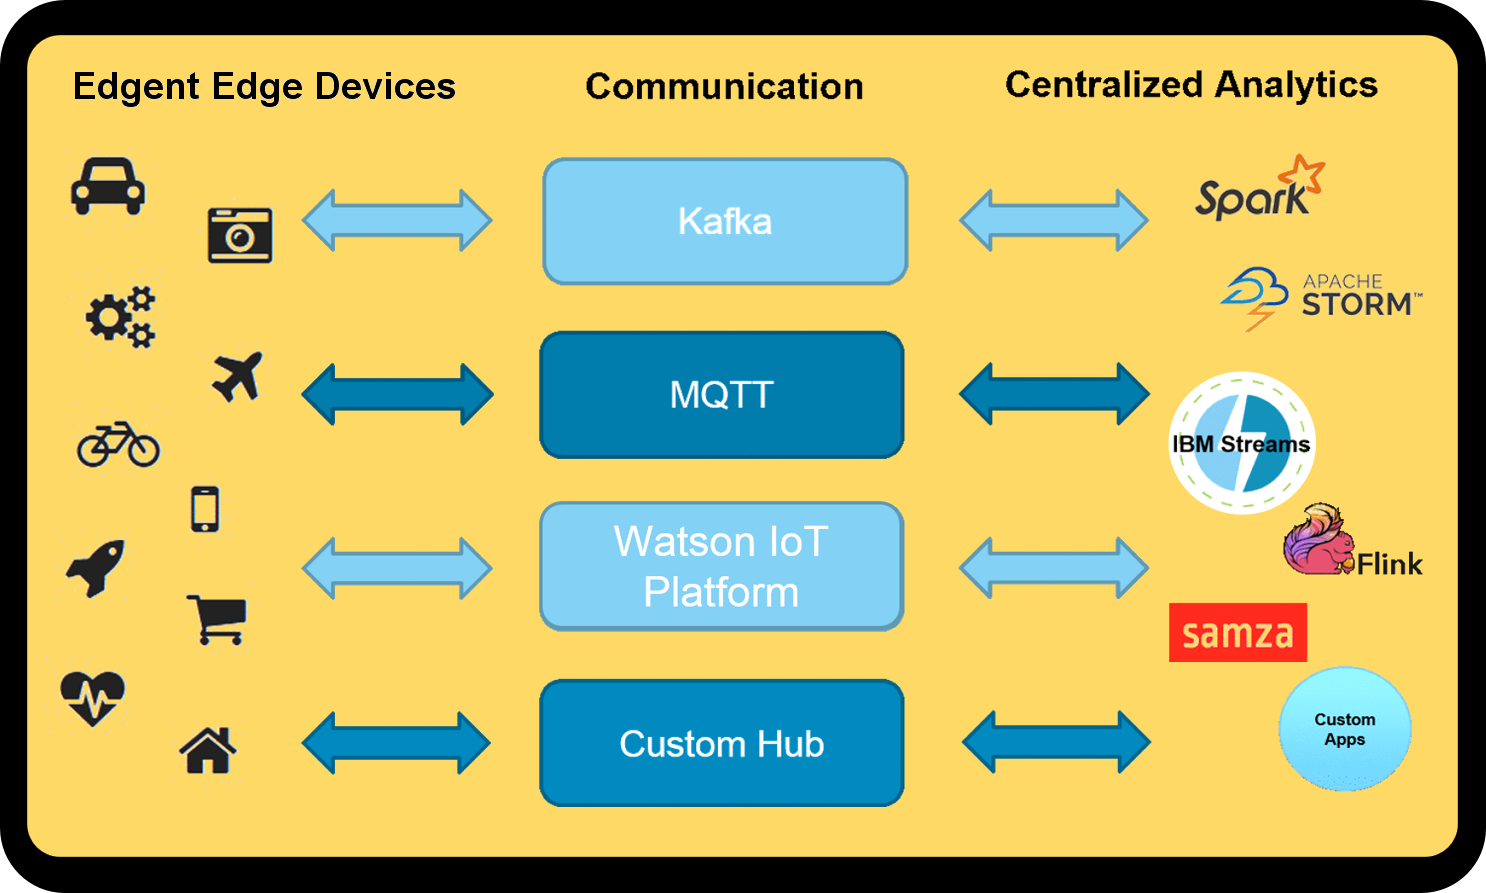 Edgent Edge Devices
Communication
Centralized Analytics
Kafka
MQTT
Watson IoT
Platform
Custom Hub
Spark
APACHE
STORM™
IBM Streams
Flink
samza
Custom
Apps